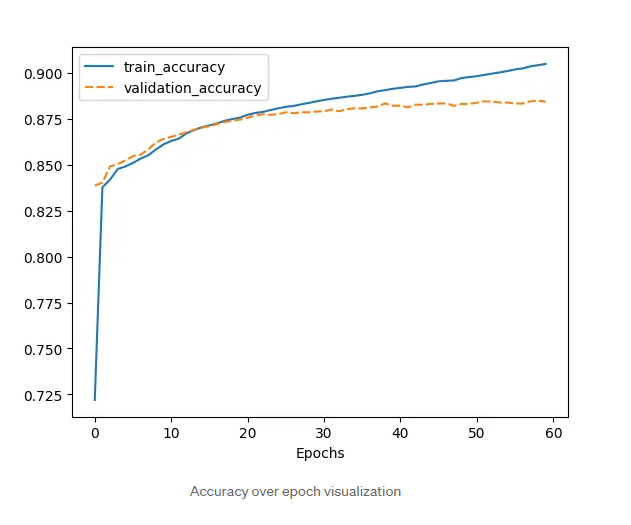 train_accuracy
validation_accuracy
0.900
0.875
0.850
0.825
0.800
0.775
0.750
0.725
0 10 20 30 40 50 60
Epochs
Accuracy over epoch visualization